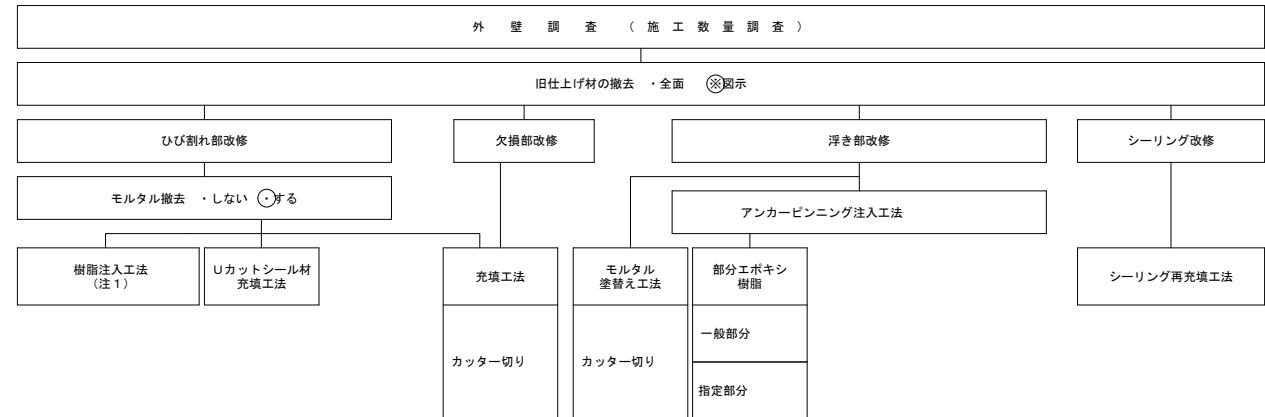 外　壁　調　査　（　施　工　数　量　調　査　）
旧仕上げ材の撤去　・全面　※図示
ひび割れ部改修
欠損部改修
浮き部改修
シーリング改修
モルタル撤去　・しない　・する
アンカーピンニング注入工法
樹脂注入工法
（注１）
Ｕカットシール材
充填工法
充填工法
モルタル
塗替え工法
部分エポキシ
樹脂
シーリング再充填工法
一般部分
カッター切り
カッター切り
指定部分